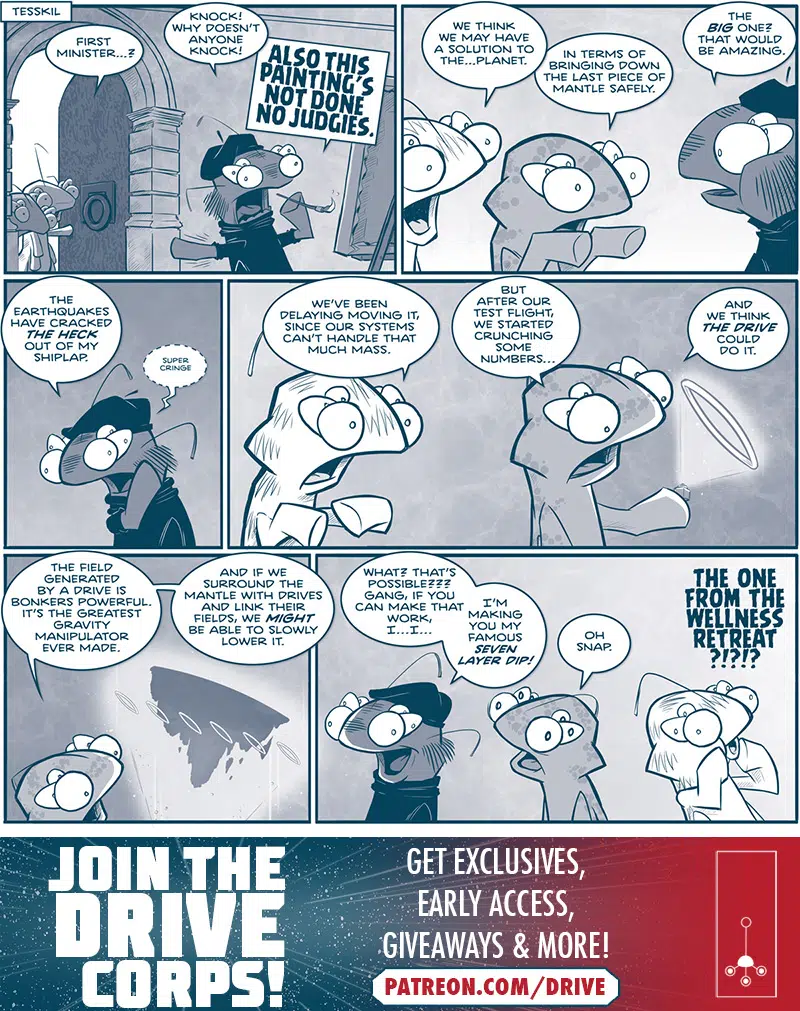 TESSKIL
FIRST
MINISTER...?
KNOCK!
WHY DOESN'T
ANYONE
KNOCK!
ALSO THIS
PAINTING'S
NOT DONE
NO JUDGIES.
WE THINK
WE MAY HAVE
A SOLUTION TO
THE...PLANET.
IN TERMS OF
BRINGING DOWN
THE LAST PIECE OF
MANTLE SAFELY.
THE
BIG ONE?
THAT WOULD
BE AMAZING.
THE
EARTHQUAKES
HAVE CRACKED
THE HECK
OUT OF MY
SHIPLAP.
SUPER
CRINGE
WE'VE BEEN
DELAYING MOVING IT,
SINCE OUR SYSTEMS
CAN'T HANDLE THAT
MUCH MASS.
BUT
AFTER OUR
TEST FLIGHT,
WE STARTED
CRUNCHING
SOME
NUMBERS...
AND
WE THINK
THE DRIVE
COULD
DO IT.
THE FIELD
GENERATED
BY A DRIVE IS
BONKERS POWERFUL.
IT'S THE GREATEST
GRAVITY
MANIPULATOR
EVER MADE.
AND IF WE
SURROUND THE
MANTLE WITH DRIVES
AND LINK THEIR
FIELDS, WE MIGHT
BE ABLE TO SLOWLY
LOWER IT.
WHAT? THAT'S
POSSIBLE???
GANG, IF YOU
CAN MAKE THAT
WORK,
I...I...
I'M
MAKING
YOU MY
FAMOUS
SEVEN
LAYER DIP!
OH
SNAP.
THE ONE
FROM THE
WELLNESS
RETREAT
?!?!?
JOIN THE
DRIVE
CORPS!
GET EXCLUSIVES,
EARLY ACCESS,
GIVEAWAYS & MORE!
PATREON.COM/DRIVE